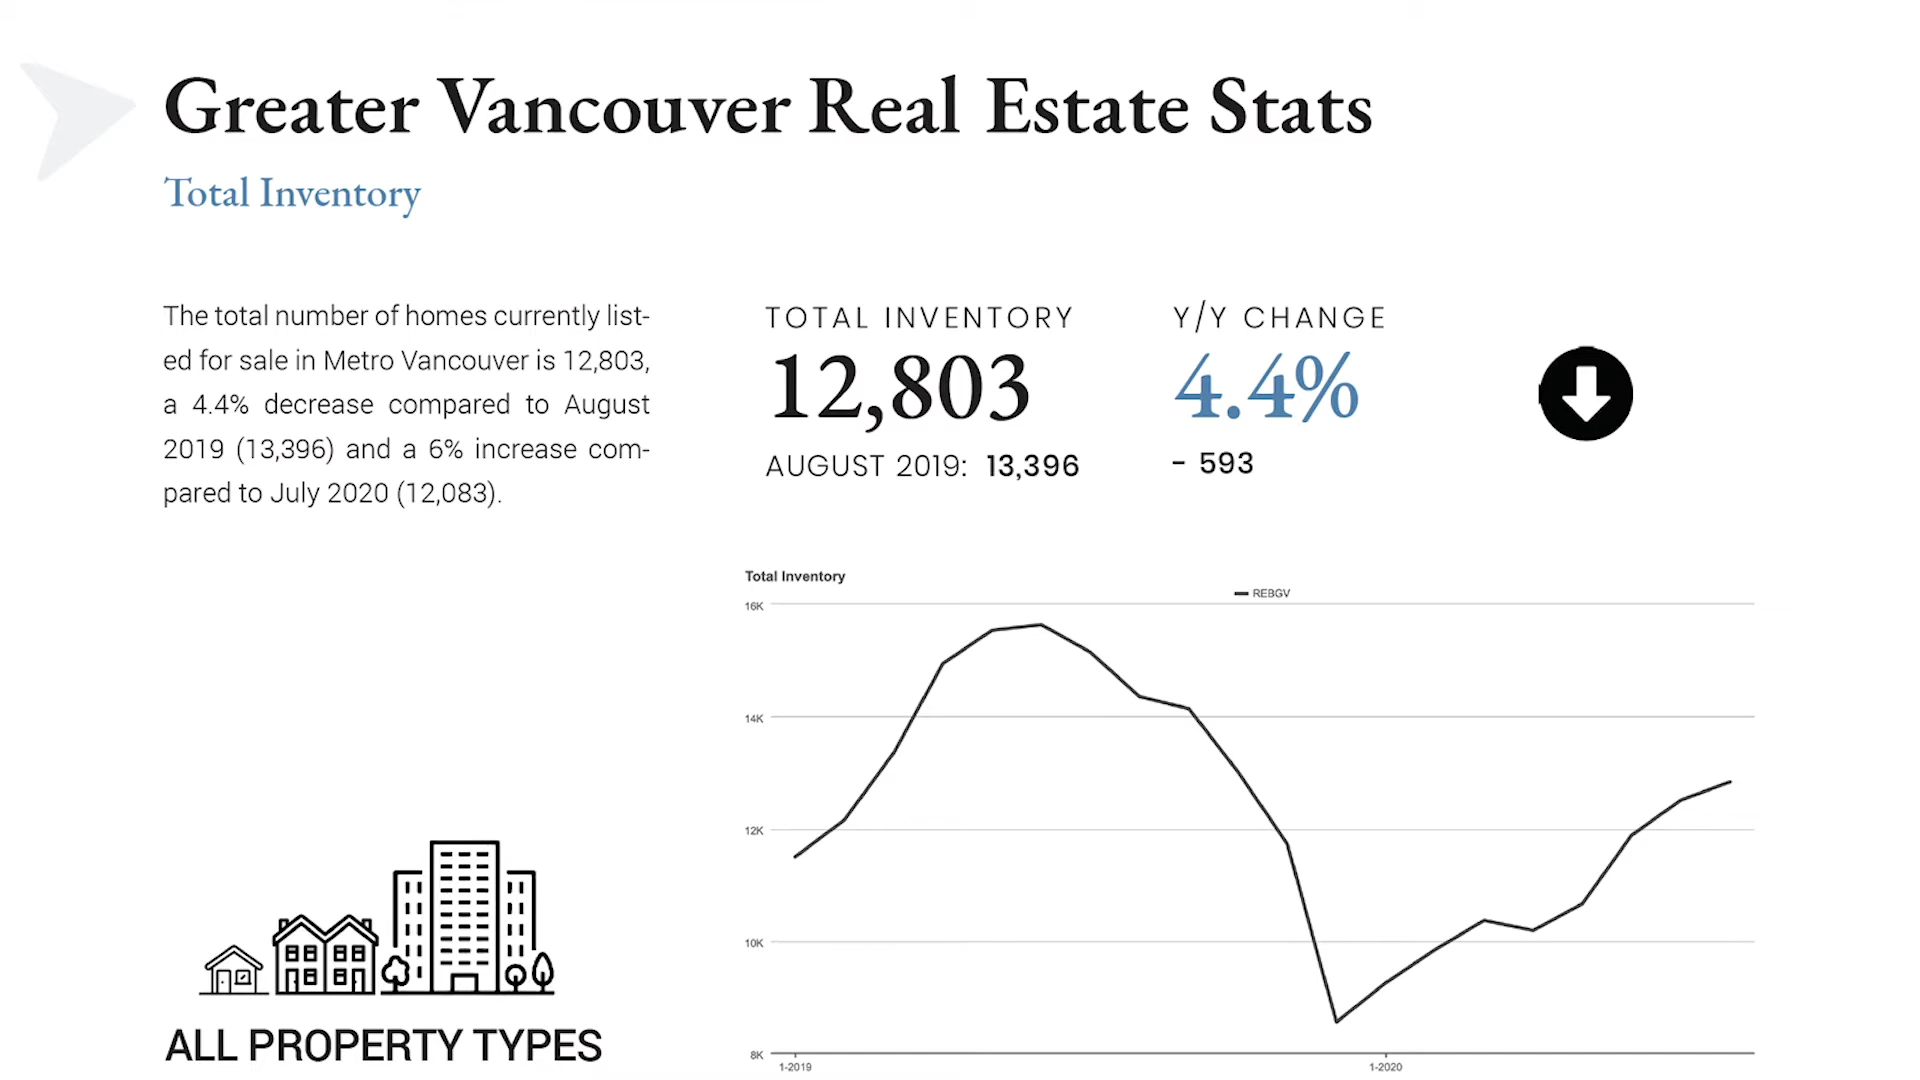 Greater Vancouver Real Estate Stats
Total Inventory
The total number of homes currently list-
ed for sale in Metro Vancouver is 12,803,
a 4.4% decrease compared to August
2019 (13,396) and a 6% increase com-
pared to July 2020 (12,083).
TOTAL INVENTORY
12,803
AUGUST 2019: 13,396
Y/Y CHANGE
4.4%
- 593
Total Inventory
REBGV
16K
14K
12K
10K
8K
1-2019
1-2020
ALL PROPERTY TYPES